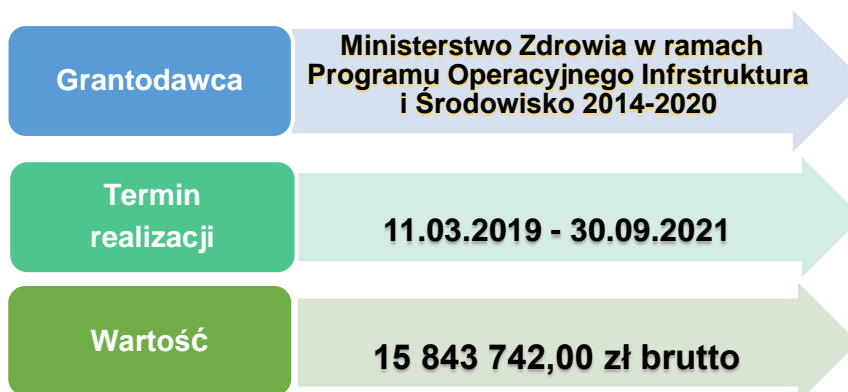 Grantodawca
Ministerstwo Zdrowia w ramach
Programu Operacyjnego Infrstruktura
i Środowisko 2014-2020
Termin
realizacji
11.03.2019 - 30.09.2021
Wartość
15 843 742,00 zł brutto